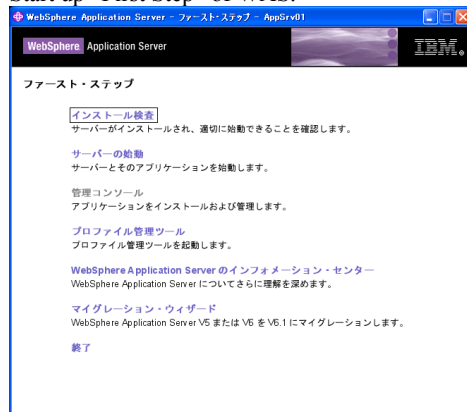 WebSphere Application Server - ファースト・ステップ - AppSrv01
WebSphere Application Server
IBM.
ファースト・ステップ
インストール検査
サーバーがインストールされ、適切に始動できることを確認します。
サーバーの始動
サーバーとそのアプリケーションを始動します。
管理コンソール
アプリケーションをインストールおよび管理します。
プロファイル管理ツール
プロファイル管理ツールを起動します。
WebSphere Application Server のインフォメーション・センター
WebSphere Application Server についてさらに理解を深めます。
マイグレーション・ウィザード
WebSphere Application Server V5 または V6 を V6.1 にマイグレーションします。
終了